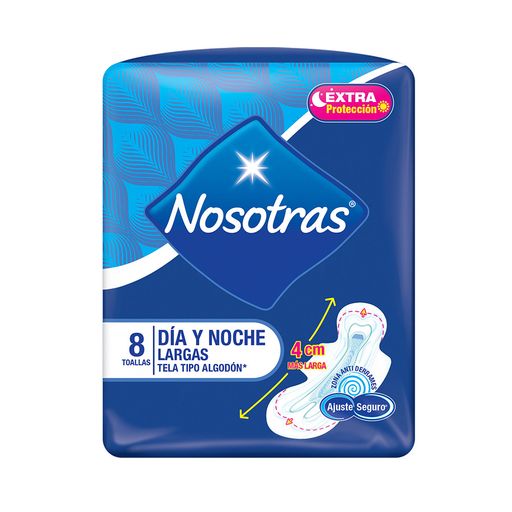 EXTRA
Protección
Nosotras®
8
TOALLAS
DÍA Y NOCHE
LARGAS
TELA TIPO ALGODÓN*
4 cm
MÁS LARGA
ZONA ANTI DERRAMES
Ajuste Seguro®